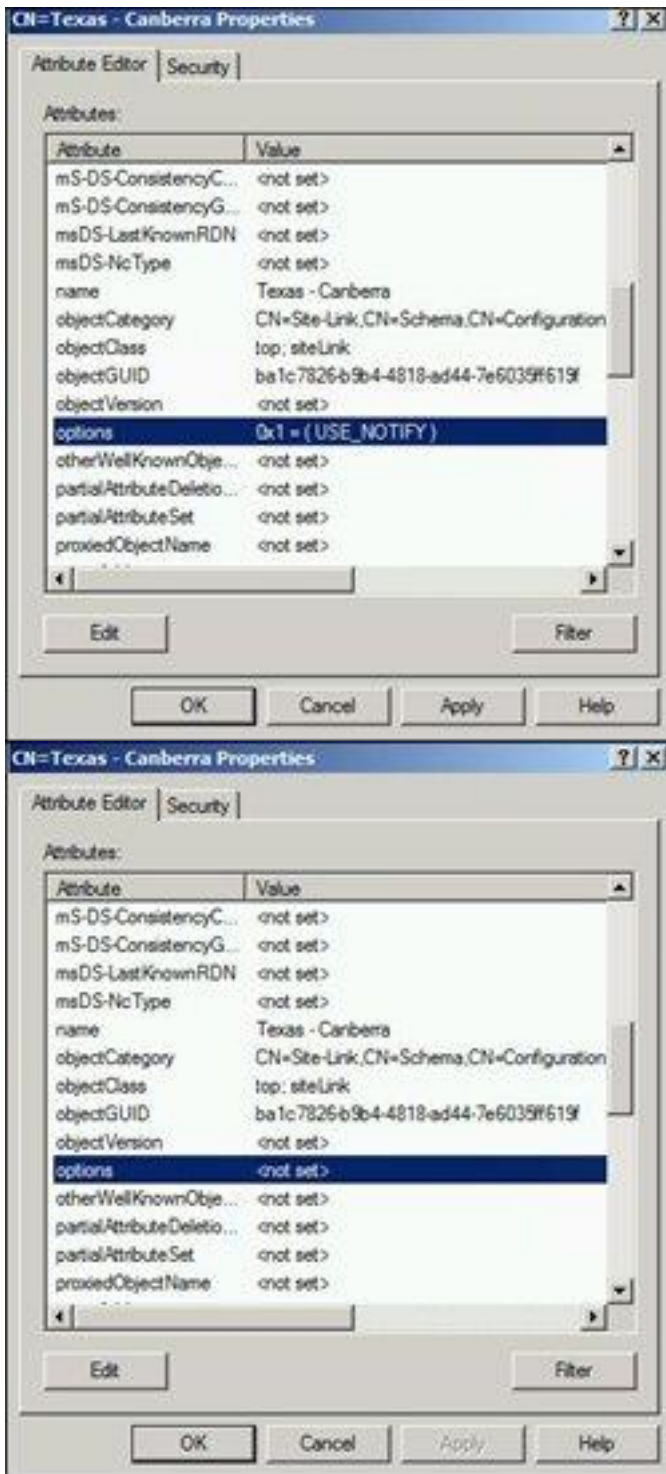 CN=Texas - Canberra Properties
Attribute Editor Security
Attributes:
Attribute Value
mS-DS-ConsistencyC... <not set>
mS-DS-ConsistencyG... <not set>
msDS-LastKnownRDN <not set>
msDS-NcType <not set>
name Texas - Canberra
objectCategory CN=Site-Link,CN=Schema,CN=Configuration
objectClass top; siteLink
objectGUID ba1c7826-b9b4-4818-ad44-7e6035ff619f
objectVersion <not set>
options 0x1 = ( USE_NOTIFY )
otherWellKnownObje... <not set>
partialAttributeDeletio... <not set>
partialAttributeSet <not set>
proxiedObjectName <not set>
Edit Filter
OK Cancel Apply Help
CN=Texas - Canberra Properties
Attribute Editor Security
Attributes:
Attribute Value
mS-DS-ConsistencyC... <not set>
mS-DS-ConsistencyG... <not set>
msDS-LastKnownRDN <not set>
msDS-NcType <not set>
name Texas - Canberra
objectCategory CN=Site-Link,CN=Schema,CN=Configuration
objectClass top; siteLink
objectGUID ba1c7826-b9b4-4818-ad44-7e6035ff619f
objectVersion <not set>
options <not set>
otherWellKnownObje... <not set>
partialAttributeDeletio... <not set>
partialAttributeSet <not set>
proxiedObjectName <not set>
Edit Filter
OK Cancel Apply Help